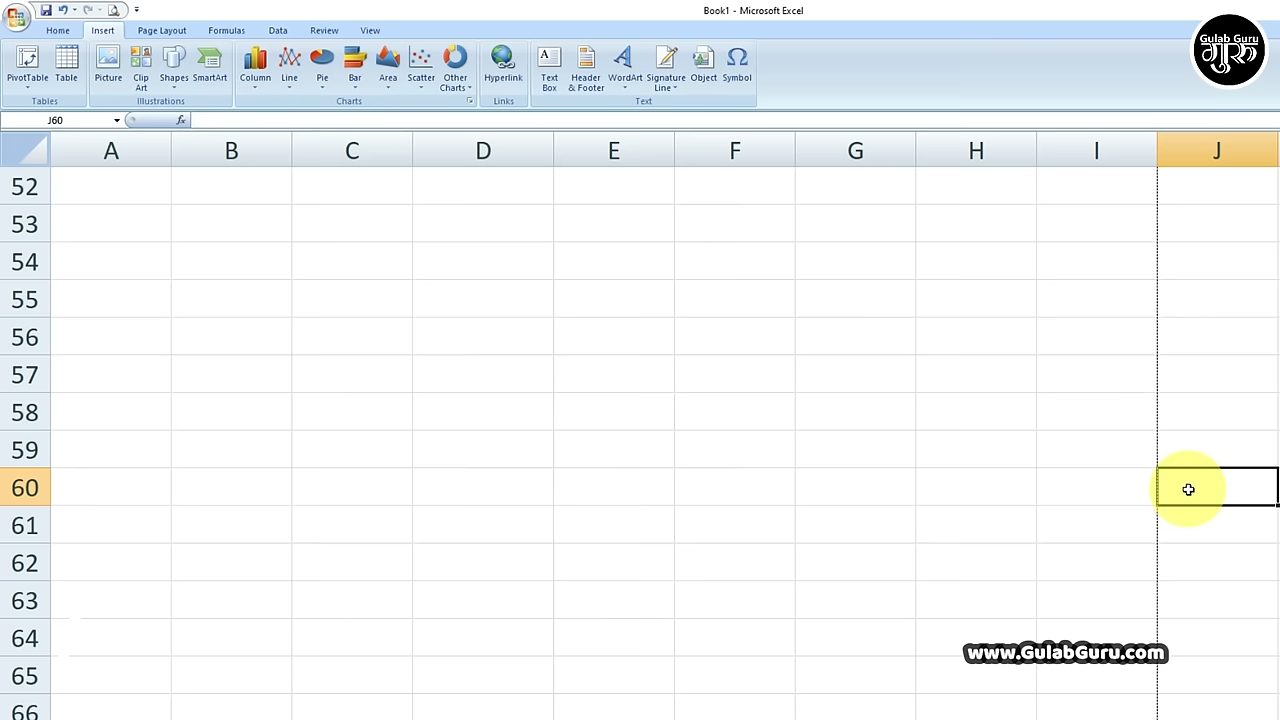 Book1 - Microsoft Excel
Home Insert Page Layout Formulas Data Review View
PivotTable Table Picture Clip Art Shapes SmartArt Column Line Pie Bar Area Scatter Other Charts Hyperlink Text Box Header & Footer WordArt Signature Line Object Symbol
Tables Illustrations Charts Links Text
Gulab Guru
गुरु
J60 fx
A B C D E F G H I J
52
53
54
55
56
57
58
59
60
61
62
63
64
65
66
www.GulabGuru.com